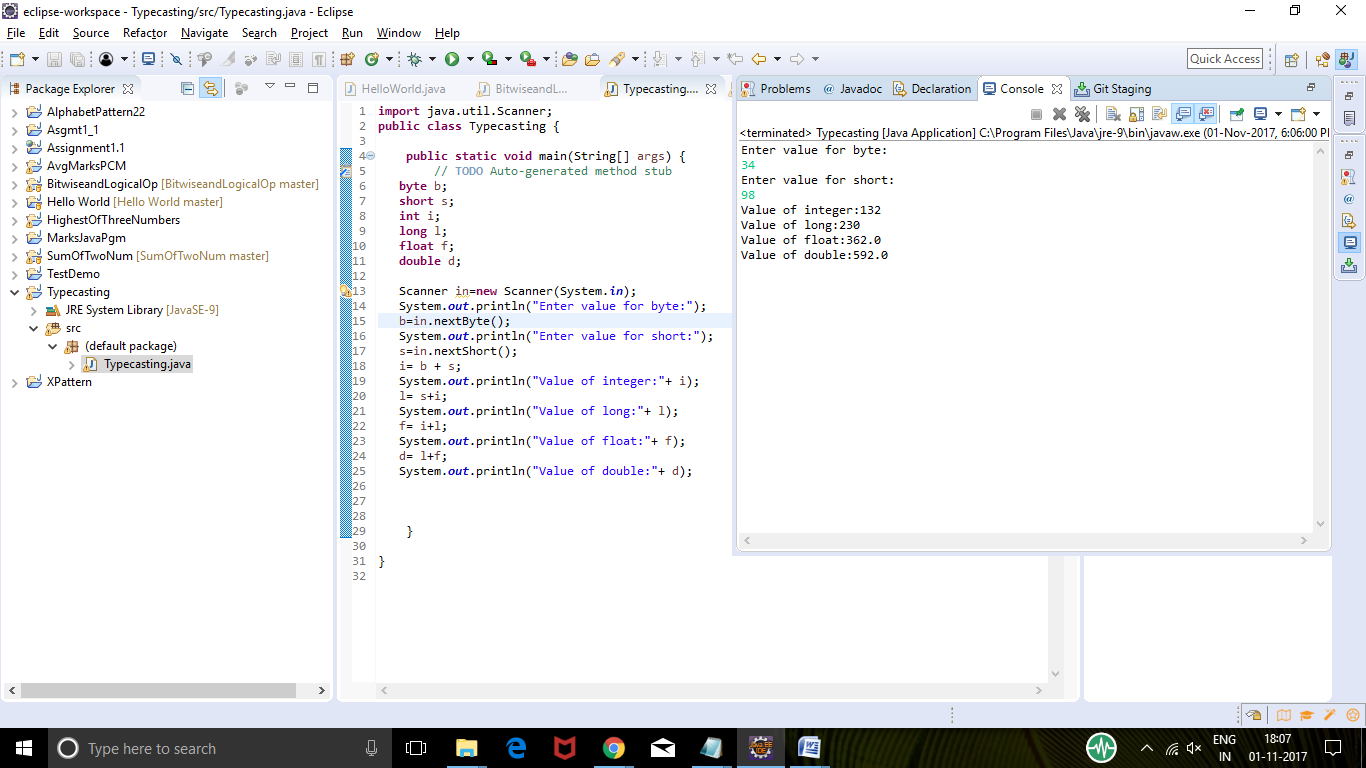 eclipse-workspace - Typecasting/src/Typecasting.java - Eclipse
File Edit Source Refactor Navigate Search Project Run Window Help
Quick Access
Package Explorer
AlphabetPattern22
Asgmt1_1
Assignment1.1
AvgMarksPCM
BitwiseandLogicalOp [BitwiseandLogicalOp master]
Hello World [Hello World master]
HighestOfThreeNumbers
MarksJavaPgm
SumOfTwoNum [SumOfTwoNum master]
TestDemo
Typecasting
JRE System Library [JavaSE-9]
src
(default package)
Typecasting.java
XPattern
HelloWorld.java BitwiseandL... Typecasting....
1 import java.util.Scanner;
2 public class Typecasting {
3
4 public static void main(String[] args) {
5 // TODO Auto-generated method stub
6 byte b;
7 short s;
8 int i;
9 long l;
10 float f;
11 double d;
12
13 Scanner in=new Scanner(System.in);
14 System.out.println("Enter value for byte:");
15 b=in.nextByte();
16 System.out.println("Enter value for short:");
17 s=in.nextShort();
18 i= b + s;
19 System.out.println("Value of integer:"+ i);
20 l= s+i;
21 System.out.println("Value of long:"+ l);
22 f= i+l;
23 System.out.println("Value of float:"+ f);
24 d= l+f;
25 System.out.println("Value of double:"+ d);
26
27
28
29 }
30
31 }
32
Problems @ Javadoc Declaration Console Git Staging
<terminated> Typecasting [Java Application] C:\Program Files\Java\jre-9\bin\javaw.exe (01-Nov-2017, 6:06:00 P
Enter value for byte:
34
Enter value for short:
98
Value of integer:132
Value of long:230
Value of float:362.0
Value of double:592.0
Type here to search
ENG
IN
18:07
01-11-2017